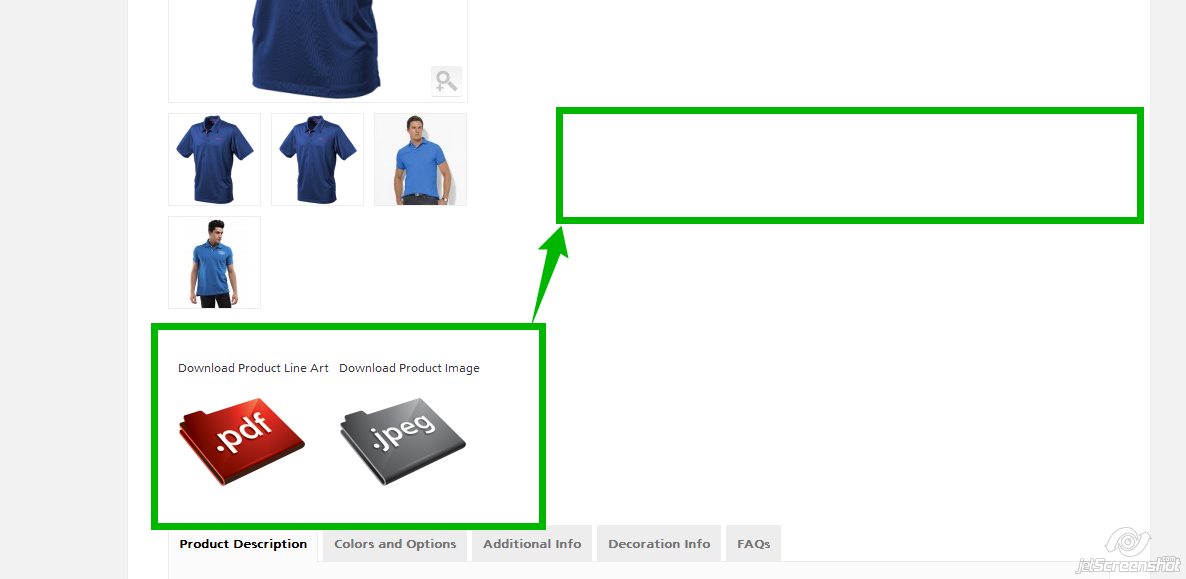 Download Product Line Art Download Product Image
.pdf .jpeg
Product Description Colors and Options Additional Info Decoration Info FAQs
jetScreenshot.com